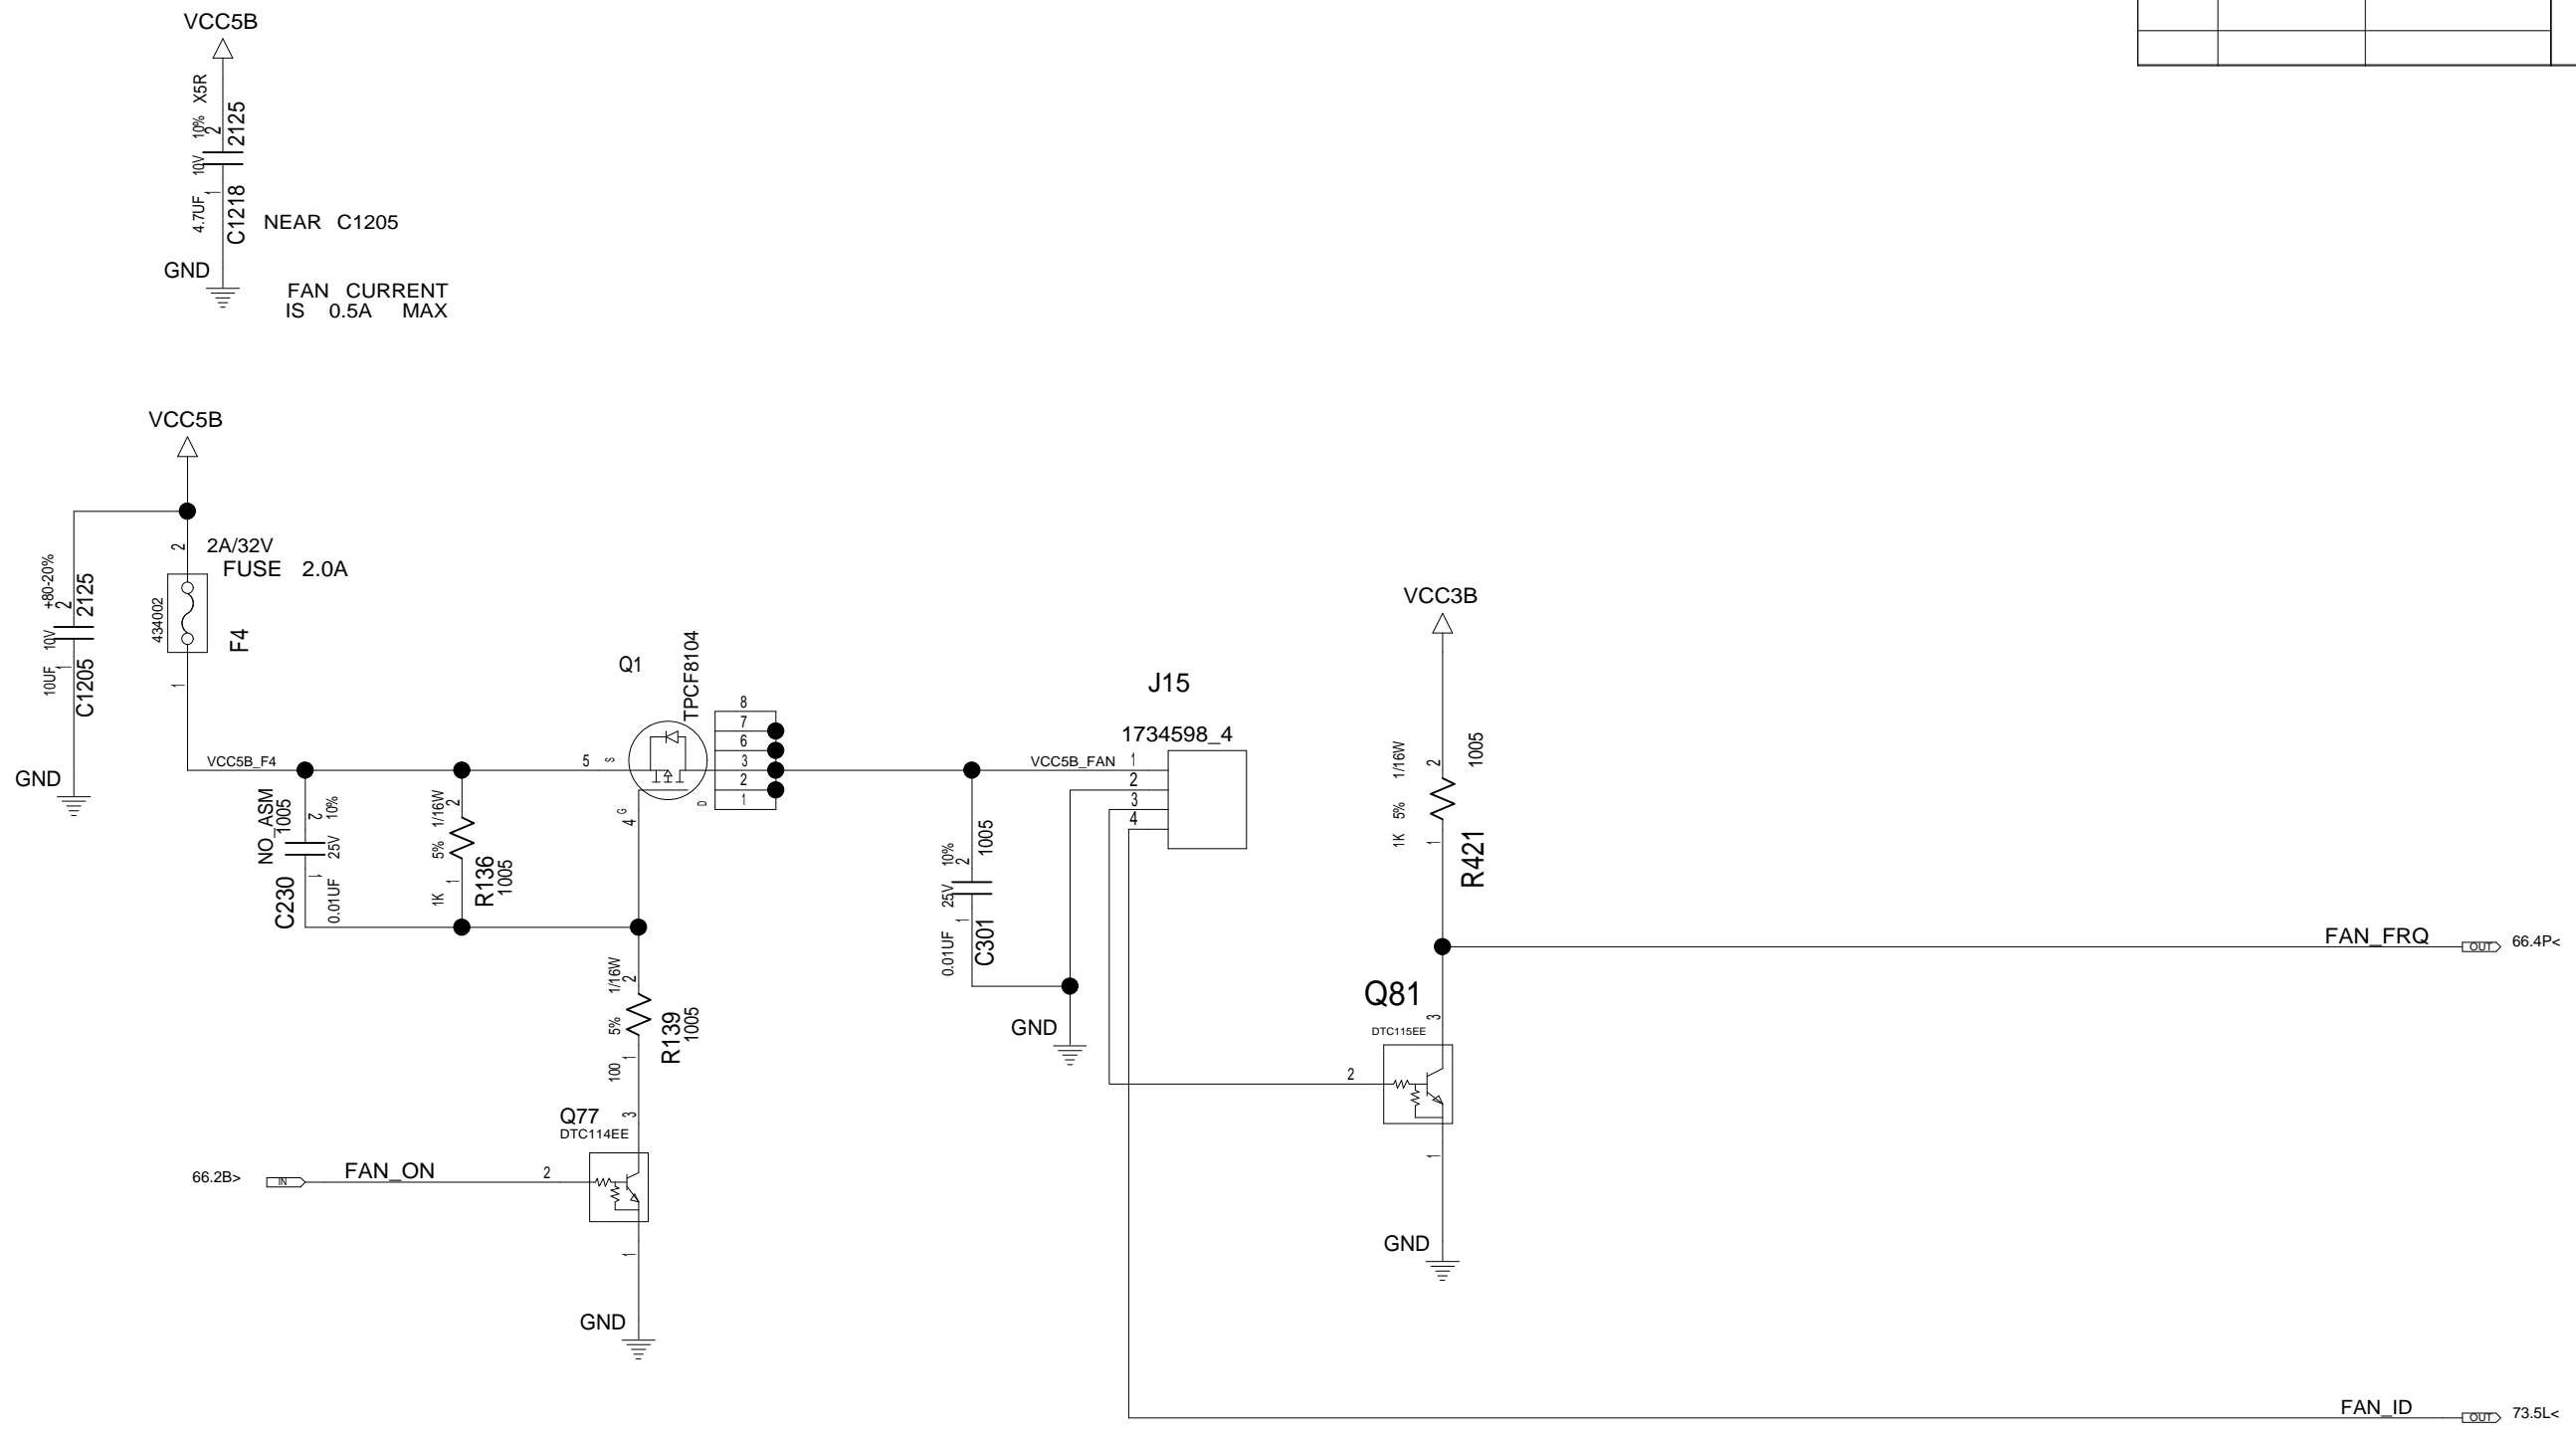 VCC5B
4.7UF 10V 10% X5R
1
2
C1218 2125
NEAR C1205
GND
FAN CURRENT
IS 0.5A MAX
VCC5B
2
2A/32V
FUSE 2.0A
434002
F4
1
10UF 10V +80-20%
1
2
C1205 2125
GND
VCC5B_F4
NO_ASM
1005
2
10%
25V
1
0.01UF
C230
1K 5% 1/16W
2
1
R136
1005
Q1
TPCF8104
5
S
G
4
D
8
7
6
3
2
1
100 5% 1/16W
2
1
R139
1005
Q77
DTC114EE
3
66.2B> IN FAN_ON 2
1
GND
0.01UF 25V 10%
2
1
C301 1005
GND
VCC5B_FAN
J15
1734598_4
1
2
3
4
VCC3B
1K 5% 1/16W
2
1
R421 1005
FAN_FRQ OUT 66.4P<
Q81
DTC115EE
3
2
1
GND
FAN_ID OUT 73.5L<